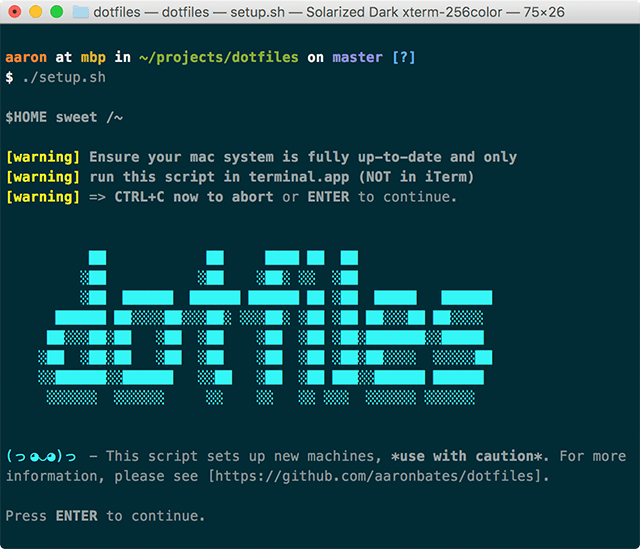 dotfiles — dotfiles — setup.sh — Solarized Dark xterm-256color — 75×26
aaron at mbp in ~/projects/dotfiles on master [?]
$ ./setup.sh
$HOME sweet /~
[warning] Ensure your mac system is fully up-to-date and only
[warning] run this script in terminal.app (NOT in iTerm)
[warning] => CTRL+C now to abort or ENTER to continue.
dotfiles
(っ◕‿◕)っ - This script sets up new machines, *use with caution*. For more
information, please see [https://github.com/aaronbates/dotfiles].
Press ENTER to continue.